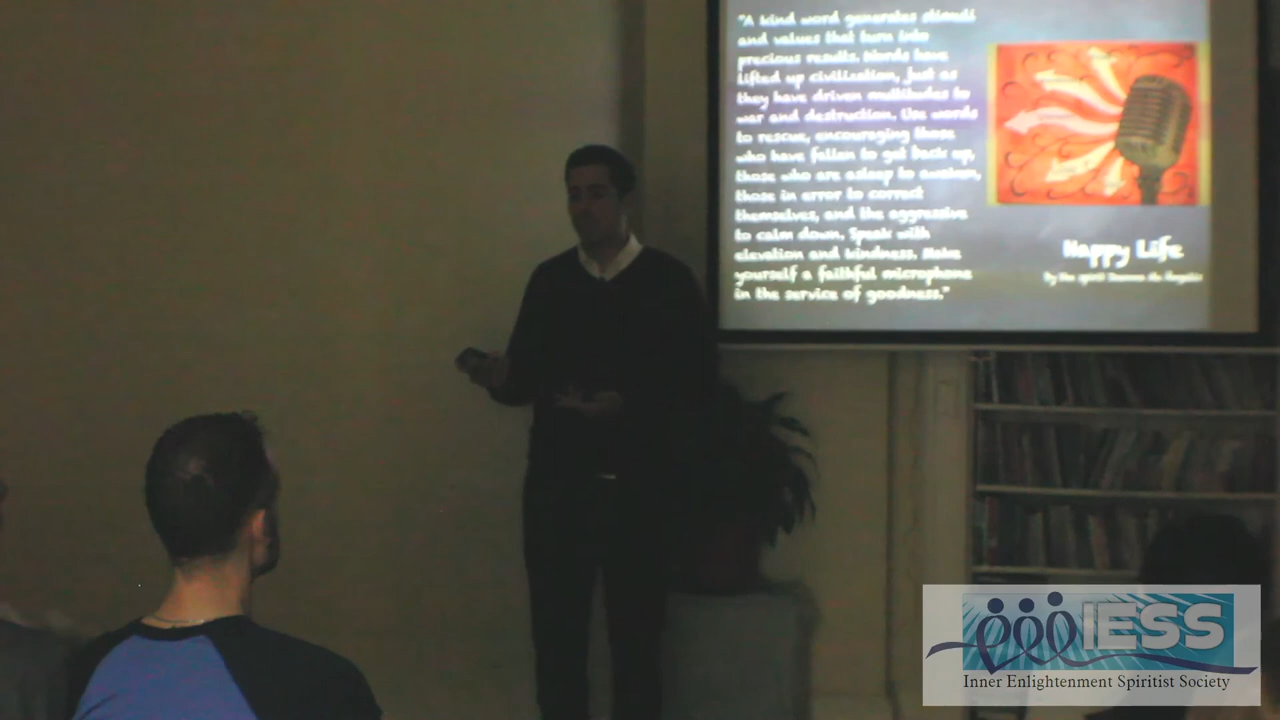 "A kind word generates stimuli
and values that turn into
precious results. Words have
lifted up civilization, just as
they have driven multitudes to
war and destruction. Use words
to rescue, encouraging those
who have fallen to get back up,
those who are asleep to awaken,
those in error to correct
themselves, and the aggressive
to calm down. Speak with
elevation and kindness. Make
yourself a faithful microphone
in the service of goodness."
Happy Life
By the spirit
IESS
Inner Enlightenment Spiritist Society